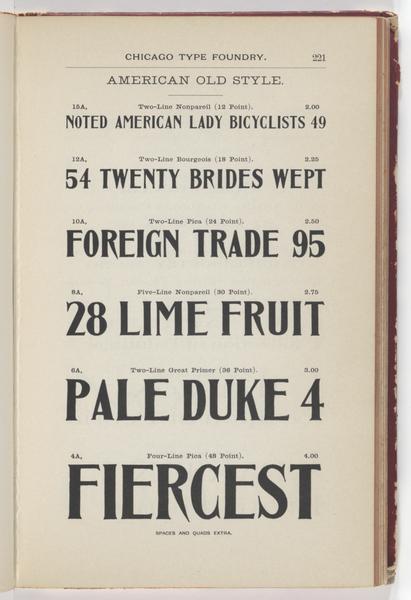 CHICAGO TYPE FOUNDRY. 221
AMERICAN OLD STYLE.
15A, Two-Line Nonpareil (12 Point). 2.00
NOTED AMERICAN LADY BICYCLISTS 49
12A, Two-Line Bourgeois (18 Point). 2.25
54 TWENTY BRIDES WEPT
10A, Two-Line Pica (24 Point). 2.50
FOREIGN TRADE 95
8A, Five-Line Nonpareil (30 Point). 2.75
28 LIME FRUIT
6A, Two-Line Great Primer (36 Point). 3.00
PALE DUKE 4
4A, Four-Line Pica (48 Point). 4.00
FIERCEST
SPACES AND QUADS EXTRA.